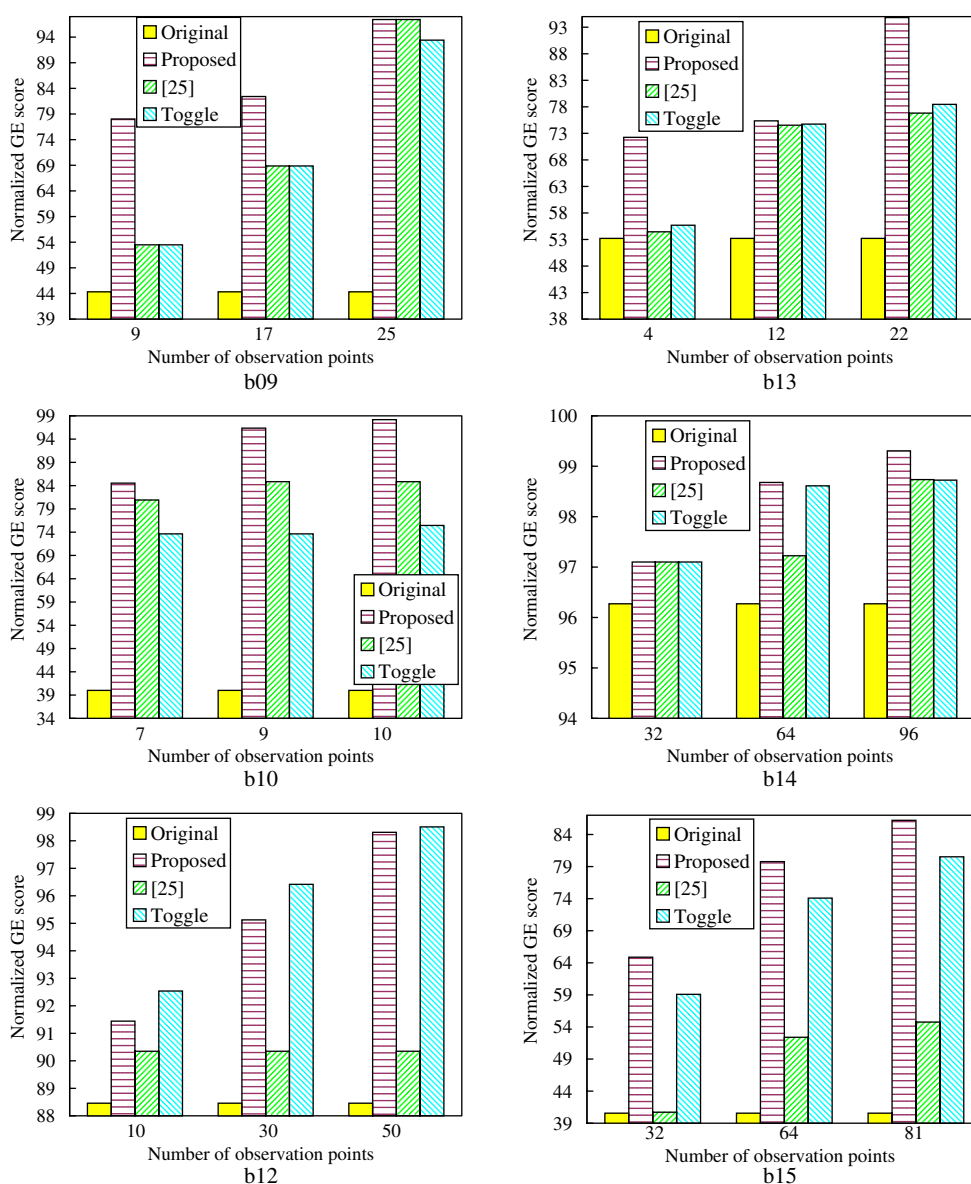 94
89
84
79
74
69
64
59
54
49
44
39
Normalized GE score
Original
Proposed
[25]
Toggle
9
17
25
Number of observation points
b09
93
88
83
78
73
68
63
58
53
48
43
38
Normalized GE score
Original
Proposed
[25]
Toggle
4
12
22
Number of observation points
b13
99
94
89
84
79
74
69
64
59
54
49
44
39
34
Normalized GE score
Original
Proposed
[25]
Toggle
7
9
10
Number of observation points
b10
100
99
98
97
96
95
94
Normalized GE score
Original
Proposed
[25]
Toggle
32
64
96
Number of observation points
b14
99
98
97
96
95
94
93
92
91
90
89
88
Normalized GE score
Original
Proposed
[25]
Toggle
10
30
50
Number of observation points
b12
84
79
74
69
64
59
54
49
44
39
Normalized GE score
Original
Proposed
[25]
Toggle
32
64
81
Number of observation points
b15